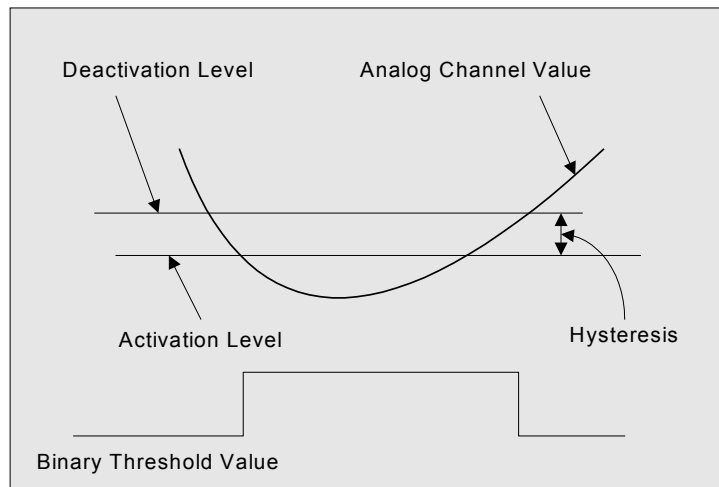 Deactivation Level
Analog Channel Value
Activation Level
Hysteresis
Binary Threshold Value